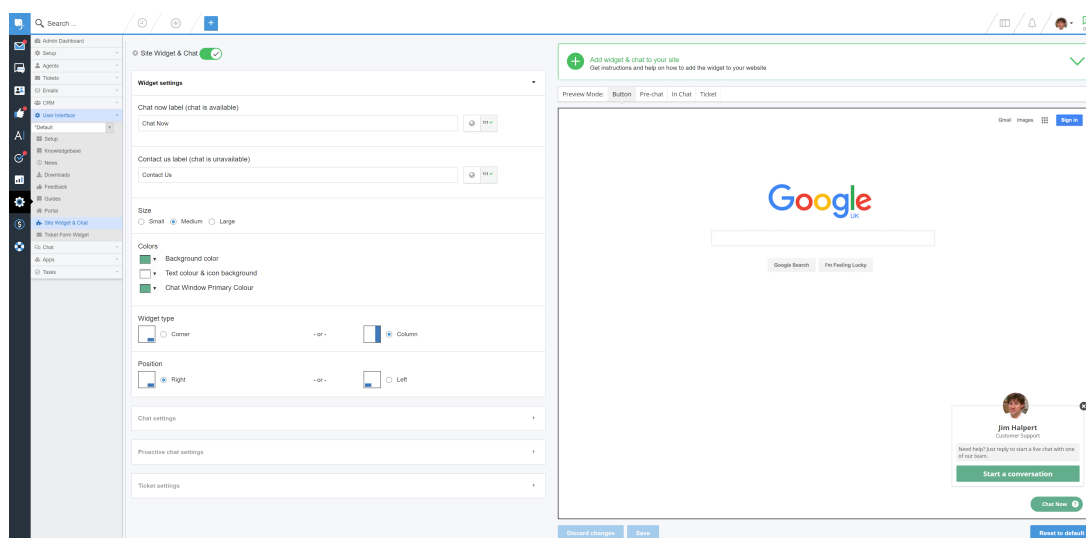 Search ...
Admin Dashboard
Setup
Agents
Tickets
Emails
CRM
User Interface
*Default
Setup
Knowledgebase
News
Downloads
Feedback
Guides
Portal
Site Widget & Chat
Ticket Form Widget
Chat
Apps
Tasks
Site Widget & Chat
Widget settings
Chat now label (chat is available)
Chat Now
Contact us label (chat is unavailable)
Contact Us
Size
Small Medium Large
Colors
Background color
Text colour & icon background
Chat Window Primary Colour
Widget type
Corner - or - Column
Position
Right - or - Left
Chat settings
Proactive chat settings
Ticket settings
Add widget & chat to your site
Get instructions and help on how to add the widget to your website
Preview Mode: Button Pre-chat In Chat Ticket
Gmail Images Sign in
Google
UK
Google Search I'm Feeling Lucky
Jim Halpert
Customer Support
Need help? Just reply to start a live chat with one
of our team.
Start a conversation
Chat Now ?
Discard changes Save Reset to default